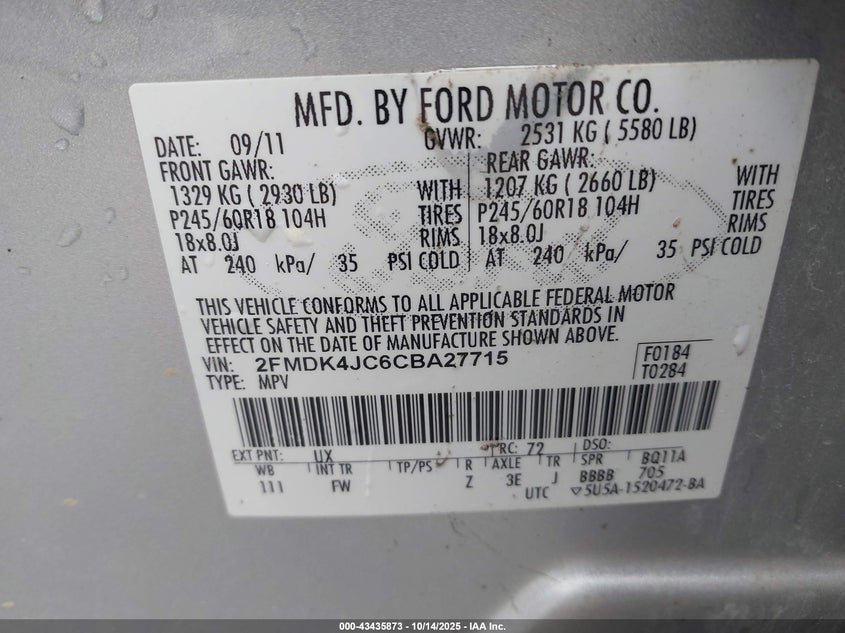 MFD. BY FORD MOTOR CO.
DATE: 09/11 GVWR: 2531 KG ( 5580 LB)
FRONT GAWR: REAR GAWR:
1329 KG ( 2930 LB) WITH 1207 KG ( 2660 LB) WITH
P245/60R18 104H TIRES P245/60R18 104H TIRES
18x8.0J RIMS 18x8.0J RIMS
AT 240 kPa/ 35 PSI COLD AT 240 kPa/ 35 PSI COLD
THIS VEHICLE CONFORMS TO ALL APPLICABLE FEDERAL MOTOR
VEHICLE SAFETY AND THEFT PREVENTION STANDARDS IN
EFFECT ON THE DATE OF MANUFACTURE SHOWN ABOVE.
VIN: 2FMDK4JC6CBA27715 F0184
TYPE: MPV T0284
EXT PNT: UX RC: 72 DSO:
WB INT TR TP/PS R AXLE TR SPR BQ11A
111 FW Z 3E J BBBB 705
UTC ▽5U5A-1520472-BA
000-43435873 - 10/14/2025 - IAA Inc.